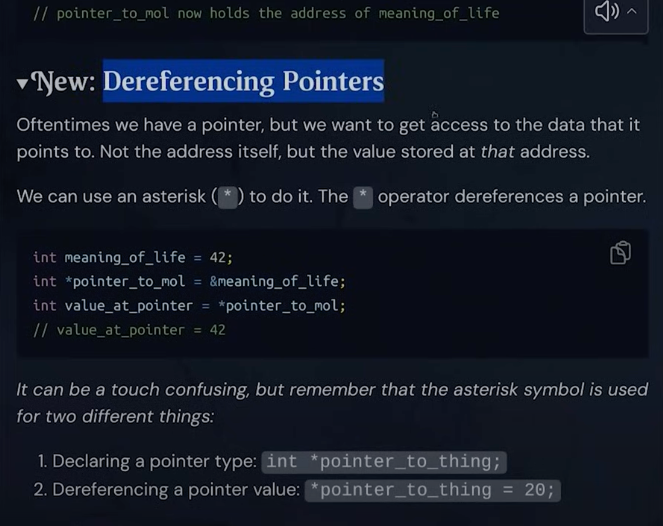 // pointer_to_mol now holds the address of meaning_of_life
▾New: Dereferencing Pointers
Oftentimes we have a pointer, but we want to get access to the data that it
points to. Not the address itself, but the value stored at that address.
We can use an asterisk (*) to do it. The * operator dereferences a pointer.
int meaning_of_life = 42;
int *pointer_to_mol = &meaning_of_life;
int value_at_pointer = *pointer_to_mol;
// value_at_pointer = 42
It can be a touch confusing, but remember that the asterisk symbol is used
for two different things:
1. Declaring a pointer type: int *pointer_to_thing;
2. Dereferencing a pointer value: *pointer_to_thing = 20;